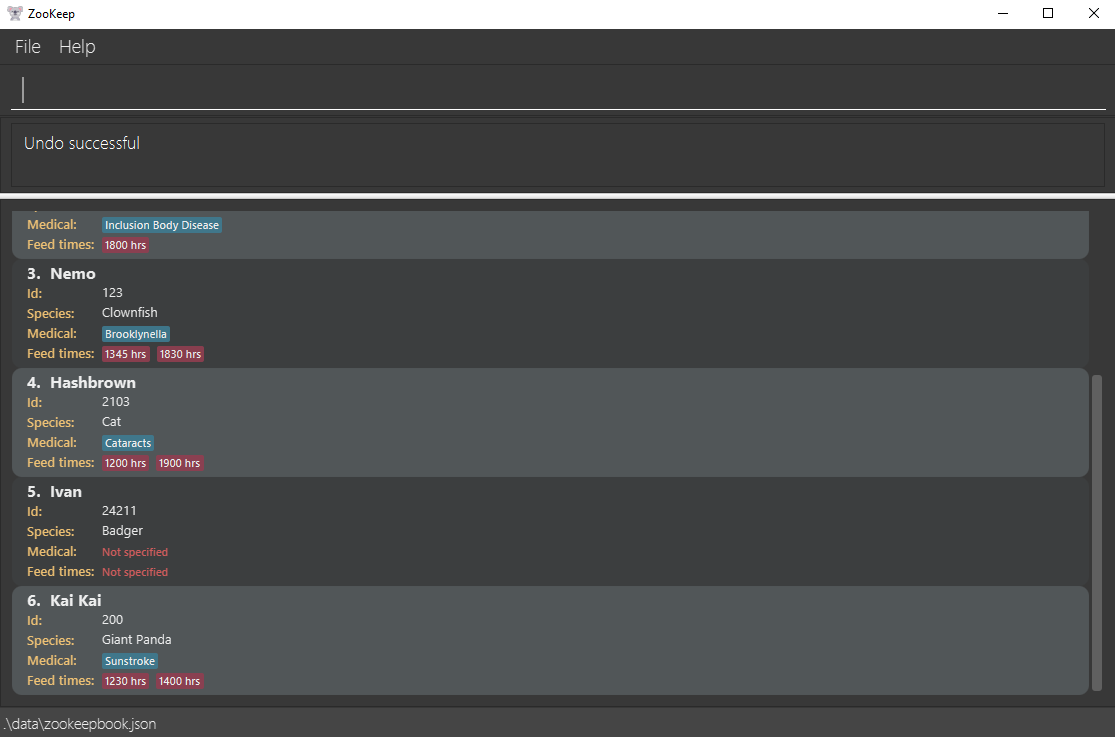 ZooKeep
File Help
Undo successful
Medical: Inclusion Body Disease
Feed times: 1800 hrs
3. Nemo
Id: 123
Species: Clownfish
Medical: Brooklynella
Feed times: 1345 hrs 1830 hrs
4. Hashbrown
Id: 2103
Species: Cat
Medical: Cataracts
Feed times: 1200 hrs 1900 hrs
5. Ivan
Id: 24211
Species: Badger
Medical: Not specified
Feed times: Not specified
6. Kai Kai
Id: 200
Species: Giant Panda
Medical: Sunstroke
Feed times: 1230 hrs 1400 hrs
.\data\zookeepbook.json